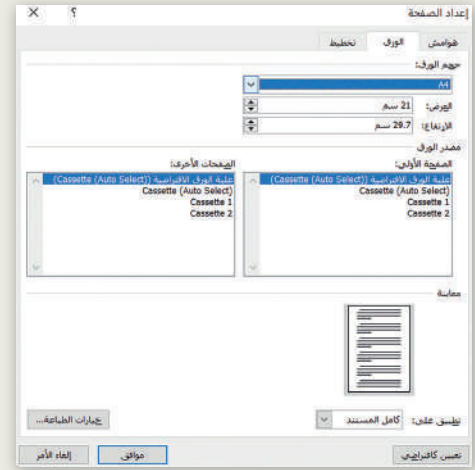 إعداد الصفحة ؟ ×
هوامش الورق تخطيط
حجم الورق:
A4
العرض: 21 سم
الارتفاع: 29.7 سم
مصدر الورق
الصفحة الأولى: الصفحات الأخرى:
علبة الورق الافتراضية (Cassette (Auto Select)) علبة الورق الافتراضية (Cassette (Auto Select))
Cassette (Auto Select) Cassette (Auto Select)
Cassette 1 Cassette 1
Cassette 2 Cassette 2
معاينة
تطبيق على: كامل المستند خيارات الطباعة...
تعيين كافتراضي موافق إلغاء الأمر